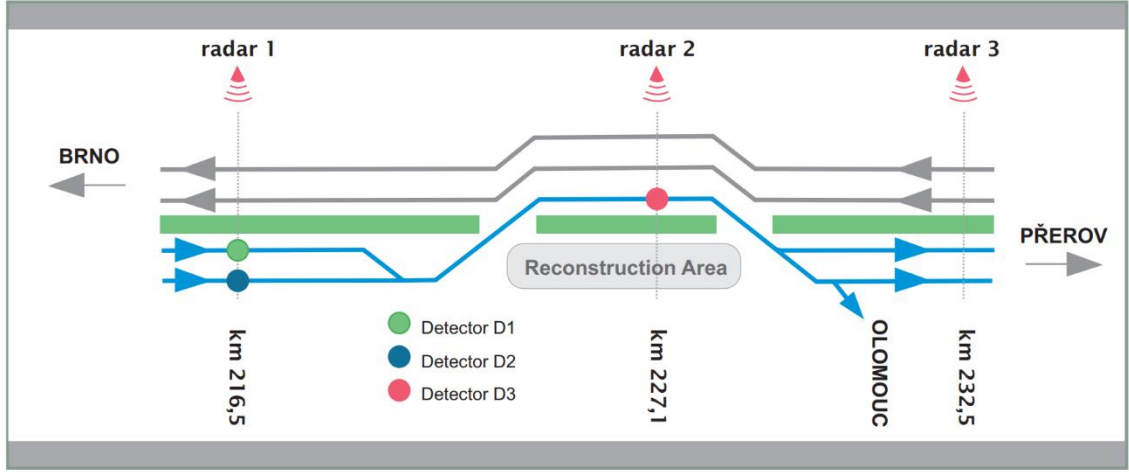 radar 1
radar 2
radar 3
BRNO
PŘEROV
Reconstruction Area
Detector D1
Detector D2
Detector D3
km 216,5
km 227,1
OLOMOUC
km 232,5